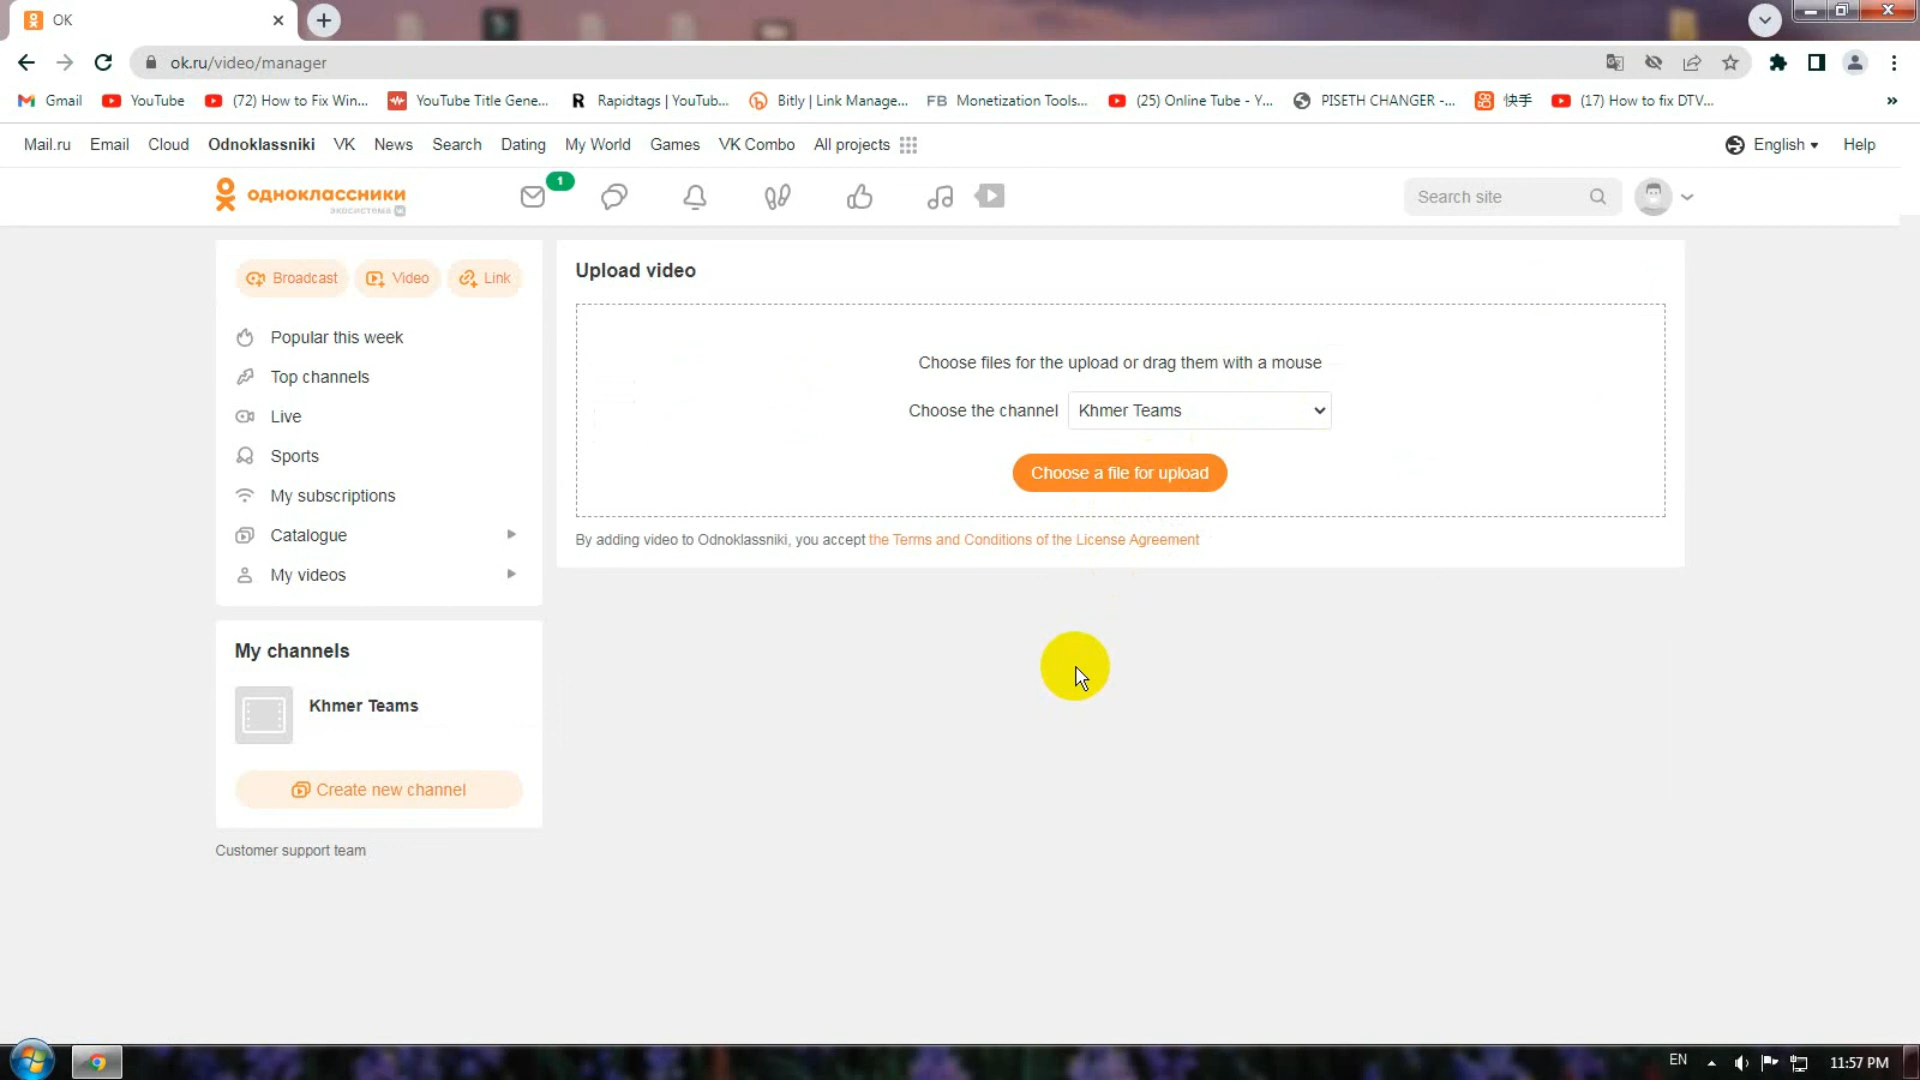 OK
ok.ru/video/manager
Gmail YouTube (72) How to Fix Win... YouTube Title Gene... Rapidtags | YouTub... Bitly | Link Manage... FB Monetization Tools... (25) Online Tube - Y... PISETH CHANGER -... 快手 (17) How to fix DTV... »
Mail.ru Email Cloud Odnoklassniki VK News Search Dating My World Games VK Combo All projects English Help
одноклассники
экосистема
1
Search site
Broadcast Video Link
Popular this week
Top channels
Live
Sports
My subscriptions
Catalogue
My videos
Upload video
Choose files for the upload or drag them with a mouse
Choose the channel Khmer Teams
Choose a file for upload
By adding video to Odnoklassniki, you accept the Terms and Conditions of the License Agreement
My channels
Khmer Teams
Create new channel
Customer support team
EN 11:57 PM